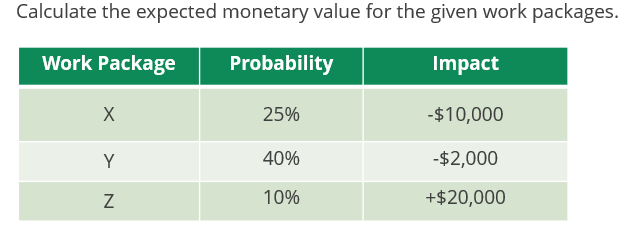 Calculate the expected monetary value for the given work packages.
Work Package Probability Impact
X 25% -$10,000
Y 40% -$2,000
Z 10% +$20,000